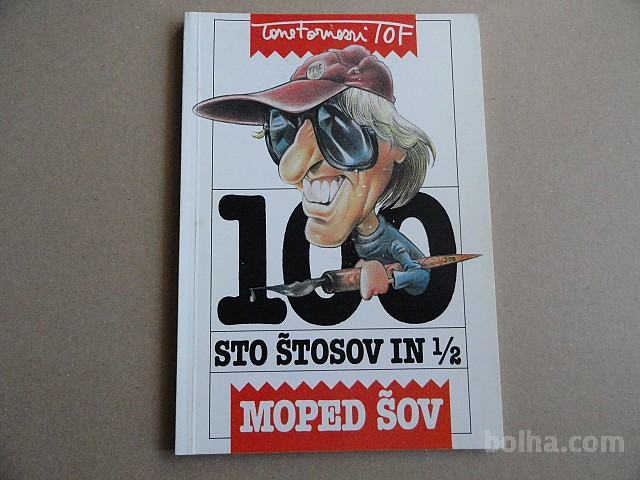 Tone Fornezzi TOF
100
STO ŠTOSOV IN 1/2
MOPED ŠOV
bolha.com